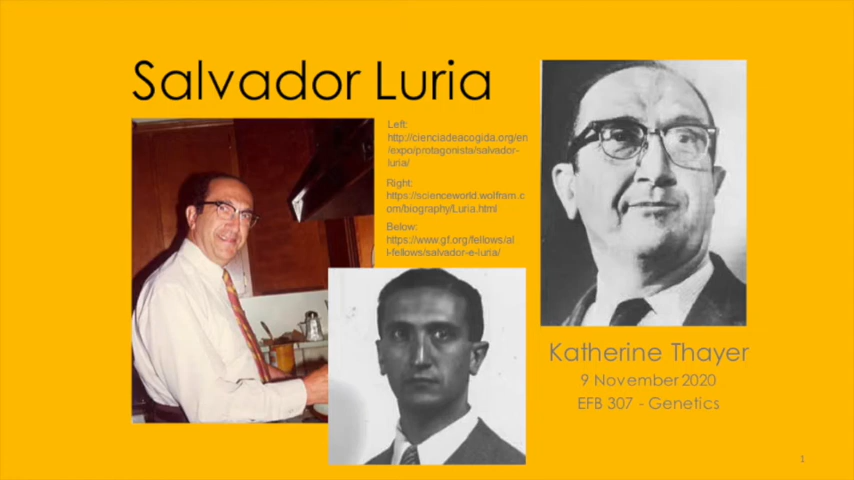 Salvador Luria
Left:
http://cienciadeacogida.org/en
/expo/protagonista/salvador-
luria/
Right:
https://scienceworld.wolfram.c
om/biography/Luria.html
Below:
https://www.gf.org/fellows/al
l-fellows/salvador-e-luria/
Katherine Thayer
9 November 2020
EFB 307 - Genetics
1